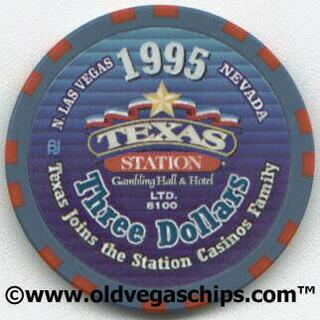 1995
N. LAS VEGAS
NEVADA
TEXAS
STATION
Gambling Hall & Hotel
LTD.
5100
Three Dollars
Texas Joins the Station Casinos Family
©www.oldvegaschips.com™